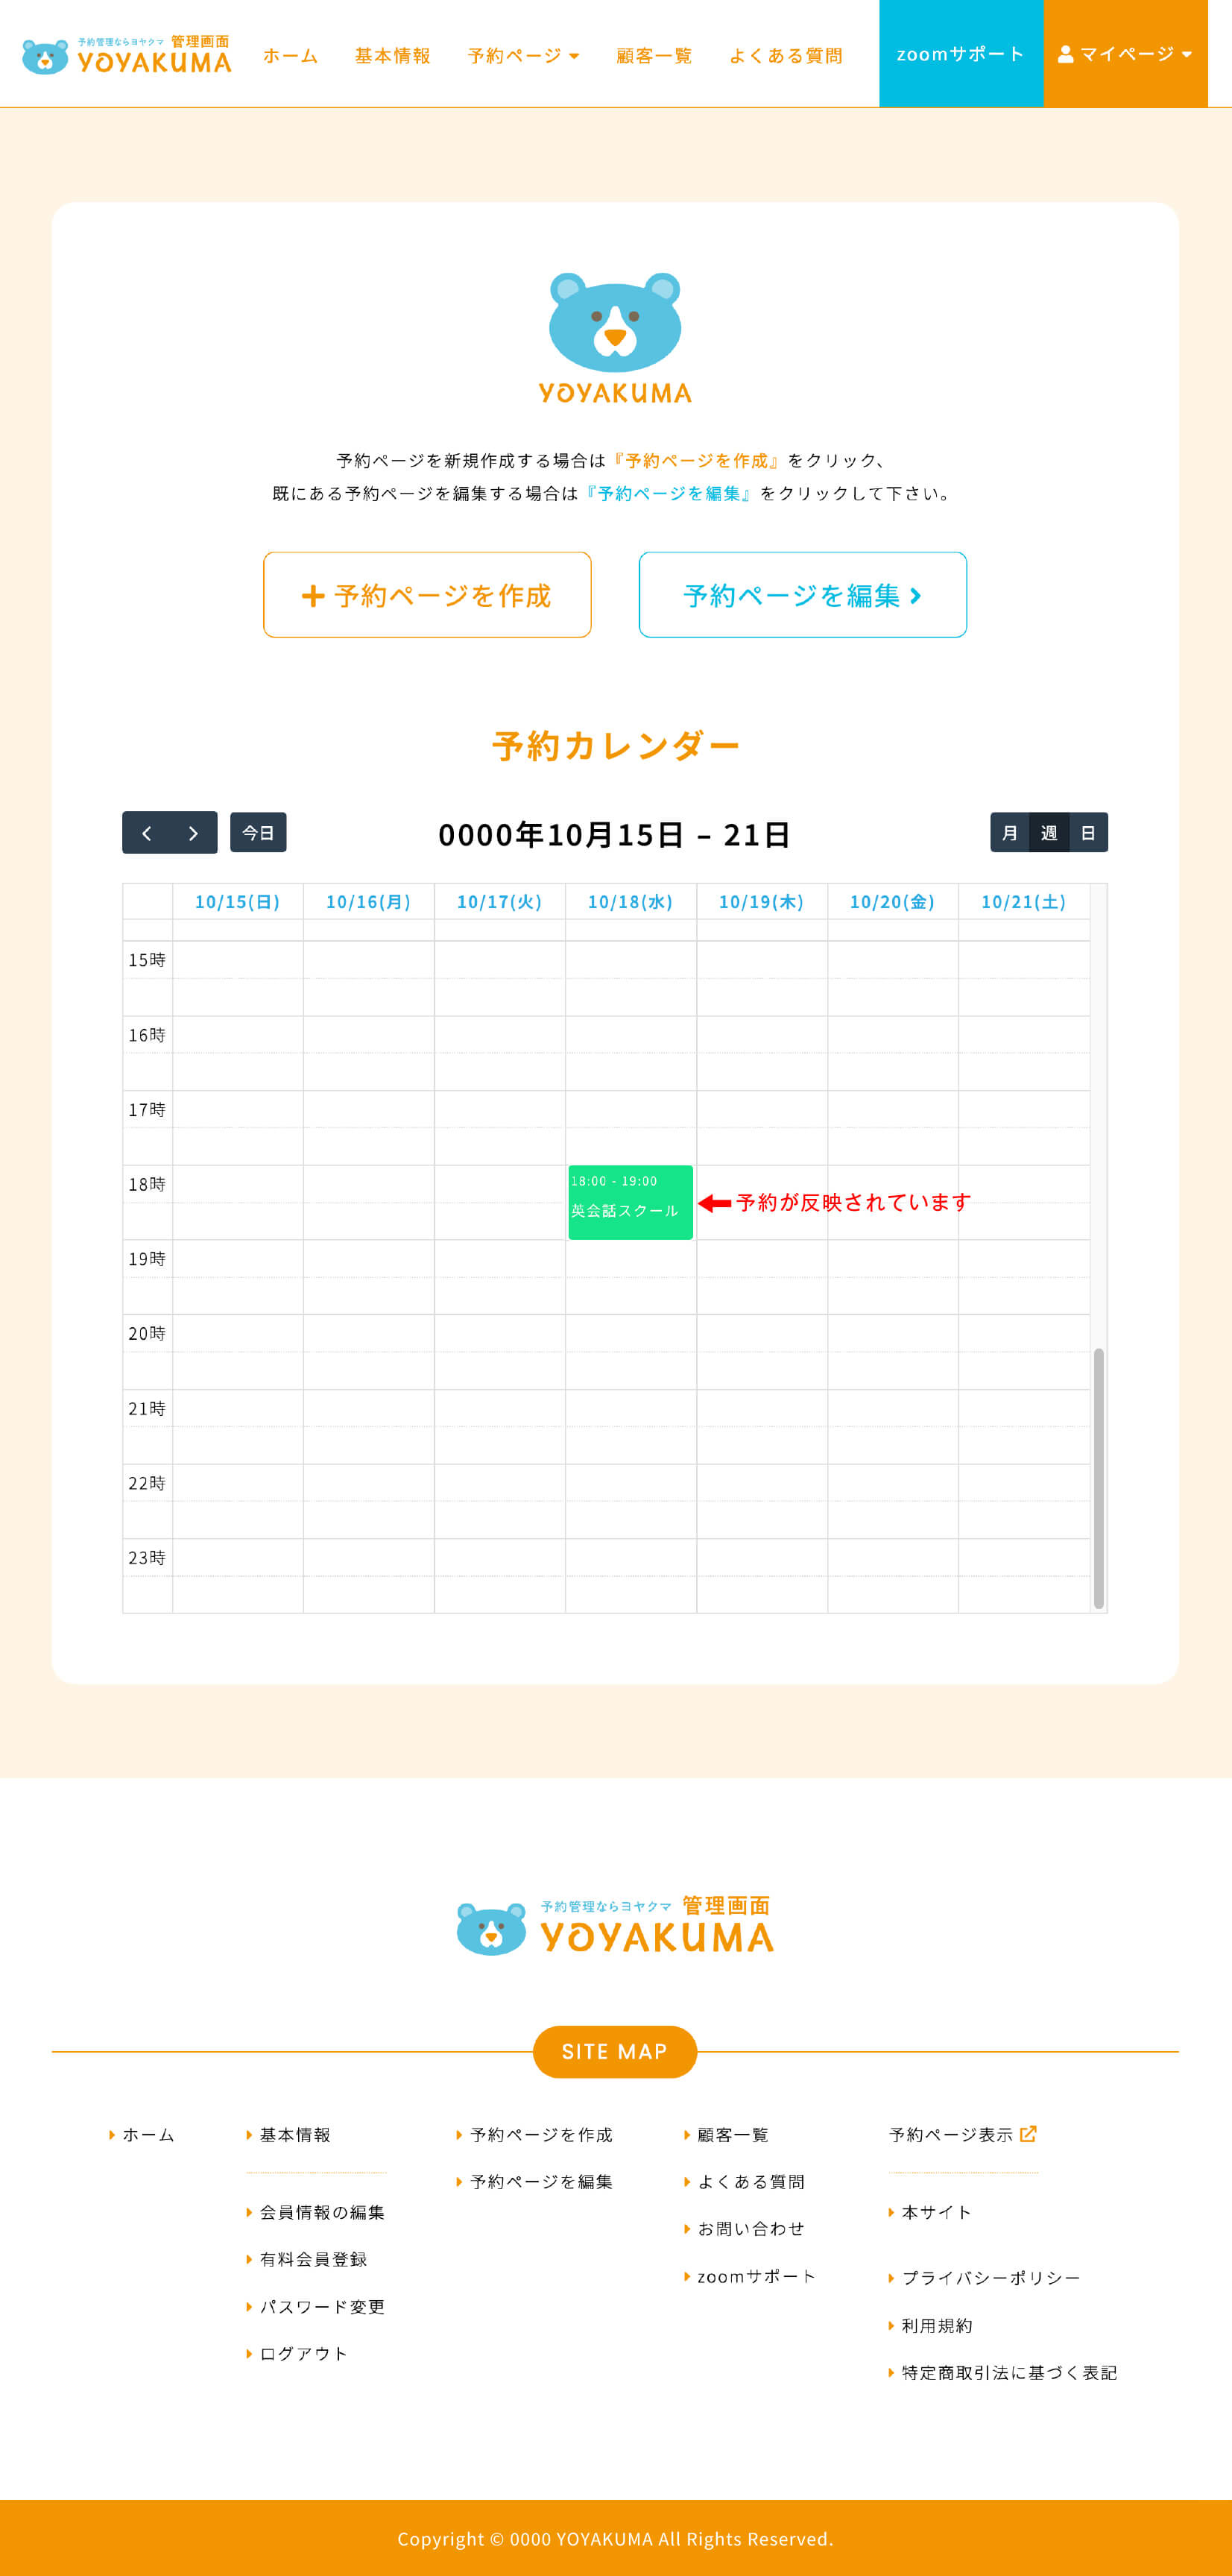 予約管理ならヨヤクマ 管理画面
YOYAKUMA
ホーム 基本情報 予約ページ 顧客一覧 よくある質問 zoomサポート マイページ
YOYAKUMA
予約ページを新規作成する場合は『予約ページを作成』をクリック、
既にある予約ページを編集する場合は『予約ページを編集』をクリックして下さい。
予約ページを作成 予約ページを編集
予約カレンダー
今日 0000年10月15日 – 21日 月 週 日
10/15(日) 10/16(月) 10/17(火) 10/18(水) 10/19(木) 10/20(金) 10/21(土)
15時
16時
17時
18時
18:00 - 19:00
英会話スクール
予約が反映されています
19時
20時
21時
22時
23時
予約管理ならヨヤクマ 管理画面
YOYAKUMA
SITE MAP
ホーム
基本情報
会員情報の編集
有料会員登録
パスワード変更
ログアウト
予約ページを作成
予約ページを編集
顧客一覧
よくある質問
お問い合わせ
zoomサポート
予約ページ表示
本サイト
プライバシーポリシー
利用規約
特定商取引法に基づく表記
Copyright © 0000 YOYAKUMA All Rights Reserved.